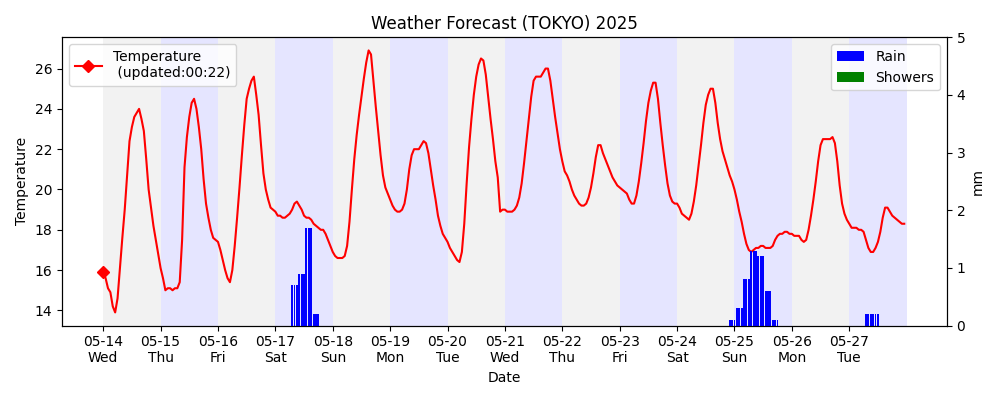 Weather Forecast (TOKYO) 2025
Temperature
(updated:00:22)
Rain
Showers
26
24
22
20
18
16
14
Temperature
5
4
3
2
1
0
mm
05-14 05-15 05-16 05-17 05-18 05-19 05-20 05-21 05-22 05-23 05-24 05-25 05-26 05-27
Wed Thu Fri Sat Sun Mon Tue Wed Thu Fri Sat Sun Mon Tue
Date